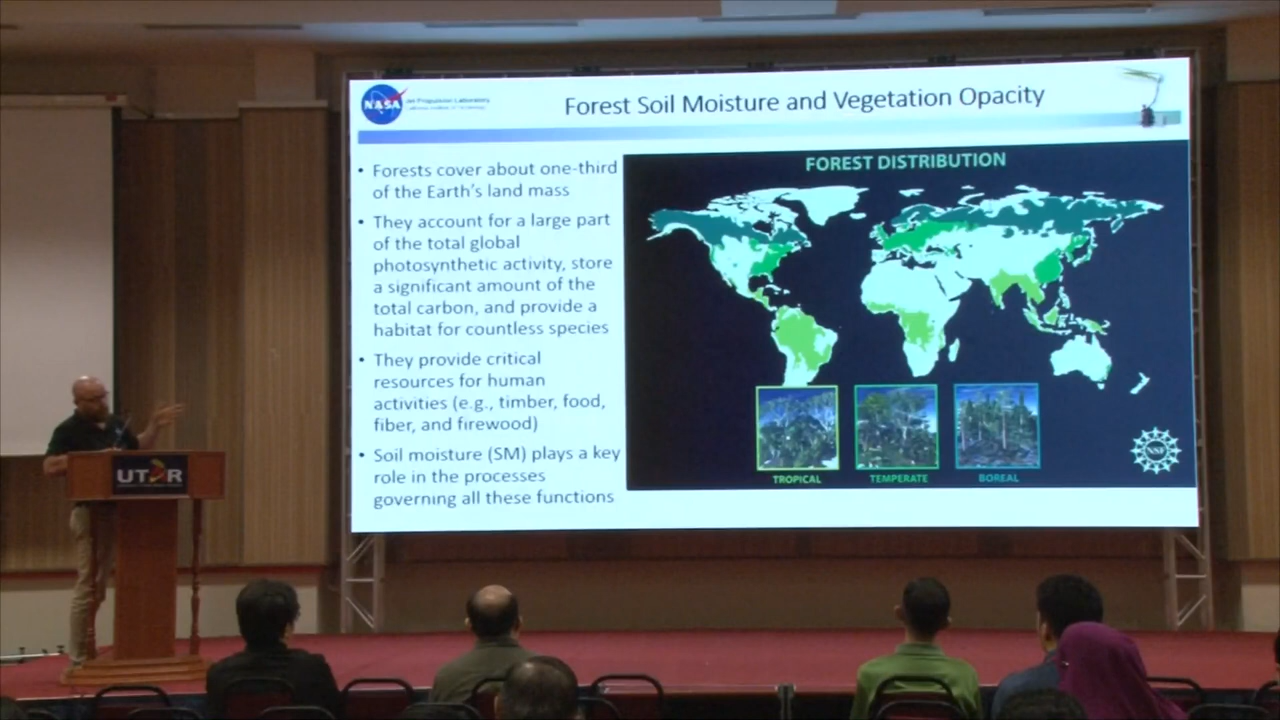 NASA
Jet Propulsion Laboratory
California Institute of Technology
Forest Soil Moisture and Vegetation Opacity
• Forests cover about one-third
of the Earth's land mass
• They account for a large part
of the total global
photosynthetic activity, store
a significant amount of the
total carbon, and provide a
habitat for countless species
• They provide critical
resources for human
activities (e.g., timber, food,
fiber, and firewood)
• Soil moisture (SM) plays a key
role in the processes
governing all these functions
FOREST DISTRIBUTION
TROPICAL
TEMPERATE
BOREAL
NSF
UTAR